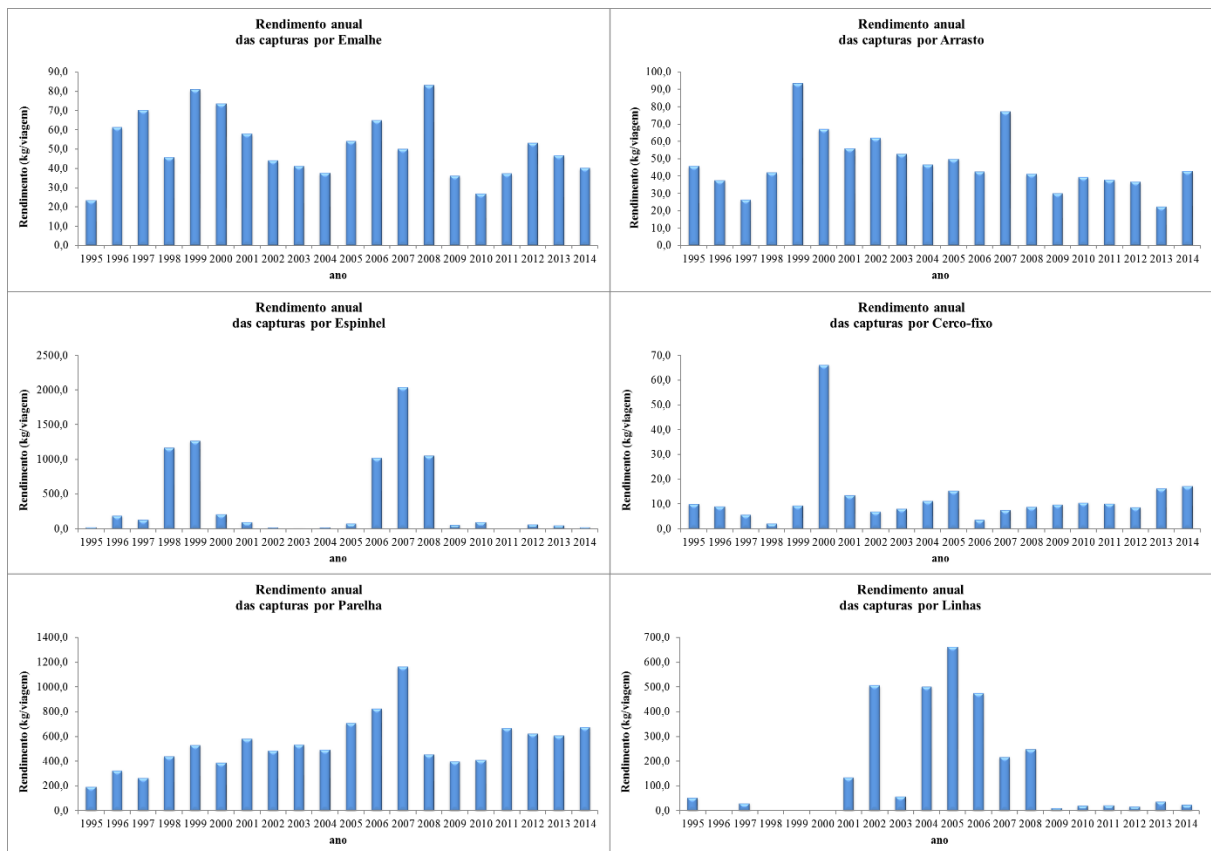 Rendimento anual
das capturas por Emalhe
Rendimento (kg/viagem)
90,0
80,0
70,0
60,0
50,0
40,0
30,0
20,0
10,0
0,0
1995 1996 1997 1998 1999 2000 2001 2002 2003 2004 2005 2006 2007 2008 2009 2010 2011 2012 2013 2014
ano
Rendimento anual
das capturas por Arrasto
Rendimento (kg/viagem)
100,0
90,0
80,0
70,0
60,0
50,0
40,0
30,0
20,0
10,0
0,0
1995 1996 1997 1998 1999 2000 2001 2002 2003 2004 2005 2006 2007 2008 2009 2010 2011 2012 2013 2014
ano
Rendimento anual
das capturas por Espinhel
Rendimento (kg/viagem)
2500,0
2000,0
1500,0
1000,0
500,0
0,0
1995 1996 1997 1998 1999 2000 2001 2002 2003 2004 2005 2006 2007 2008 2009 2010 2011 2012 2013 2014
ano
Rendimento anual
das capturas por Cerco-fixo
Rendimento (kg/viagem)
70,0
60,0
50,0
40,0
30,0
20,0
10,0
0,0
1995 1996 1997 1998 1999 2000 2001 2002 2003 2004 2005 2006 2007 2008 2009 2010 2011 2012 2013 2014
ano
Rendimento anual
das capturas por Parelha
Rendimento (kg/viagem)
1400,0
1200,0
1000,0
800,0
600,0
400,0
200,0
0,0
1995 1996 1997 1998 1999 2000 2001 2002 2003 2004 2005 2006 2007 2008 2009 2010 2011 2012 2013 2014
ano
Rendimento anual
das capturas por Linhas
Rendimento (kg/viagem)
700,0
600,0
500,0
400,0
300,0
200,0
100,0
0,0
1995 1996 1997 1998 1999 2000 2001 2002 2003 2004 2005 2006 2007 2008 2009 2010 2011 2012 2013 2014
ano